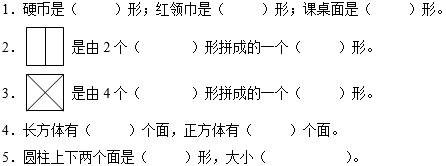 1. 硬币是(　　)形;红领巾是(　　)形;课桌面是(　　)形。
2. 是由2个(　　)形拼成的一个(　　)形。
3. 是由4个(　　)形拼成的一个(　　)形。
4. 长方体有(　　)个面,正方体有(　　)个面。
5. 圆柱上下两个面是(　　)形,大小(　　)。